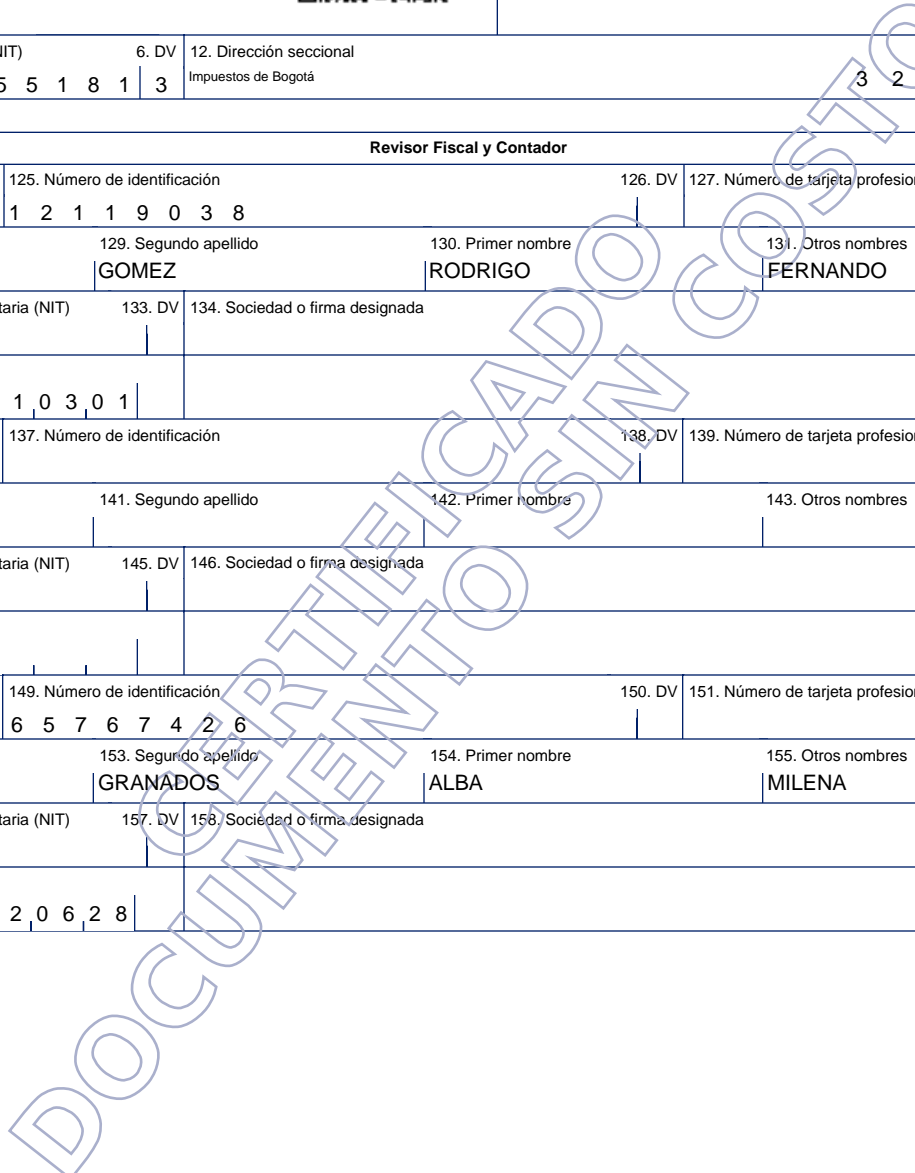 NIT) 6. DV 12. Dirección seccional
5 5 1 8 1 3 Impuestos de Bogotá 3 2
Revisor Fiscal y Contador
125. Número de identificación 126. DV 127. Número de tarjeta profesion
1 2 1 1 9 0 3 8
129. Segundo apellido 130. Primer nombre 131. Otros nombres
GOMEZ RODRIGO FERNANDO
taria (NIT) 133. DV 134. Sociedad o firma designada
1 0 3 0 1
137. Número de identificación 138. DV 139. Número de tarjeta profesion
141. Segundo apellido 142. Primer nombre 143. Otros nombres
taria (NIT) 145. DV 146. Sociedad o firma designada
149. Número de identificación 150. DV 151. Número de tarjeta profesion
6 5 7 6 7 4 2 6
153. Segundo apellido 154. Primer nombre 155. Otros nombres
GRANADOS ALBA MILENA
taria (NIT) 157. DV 158. Sociedad o firma designada
2 0 6 2 8
CERTIFICADO
DOCUMENTO SIN COSTO